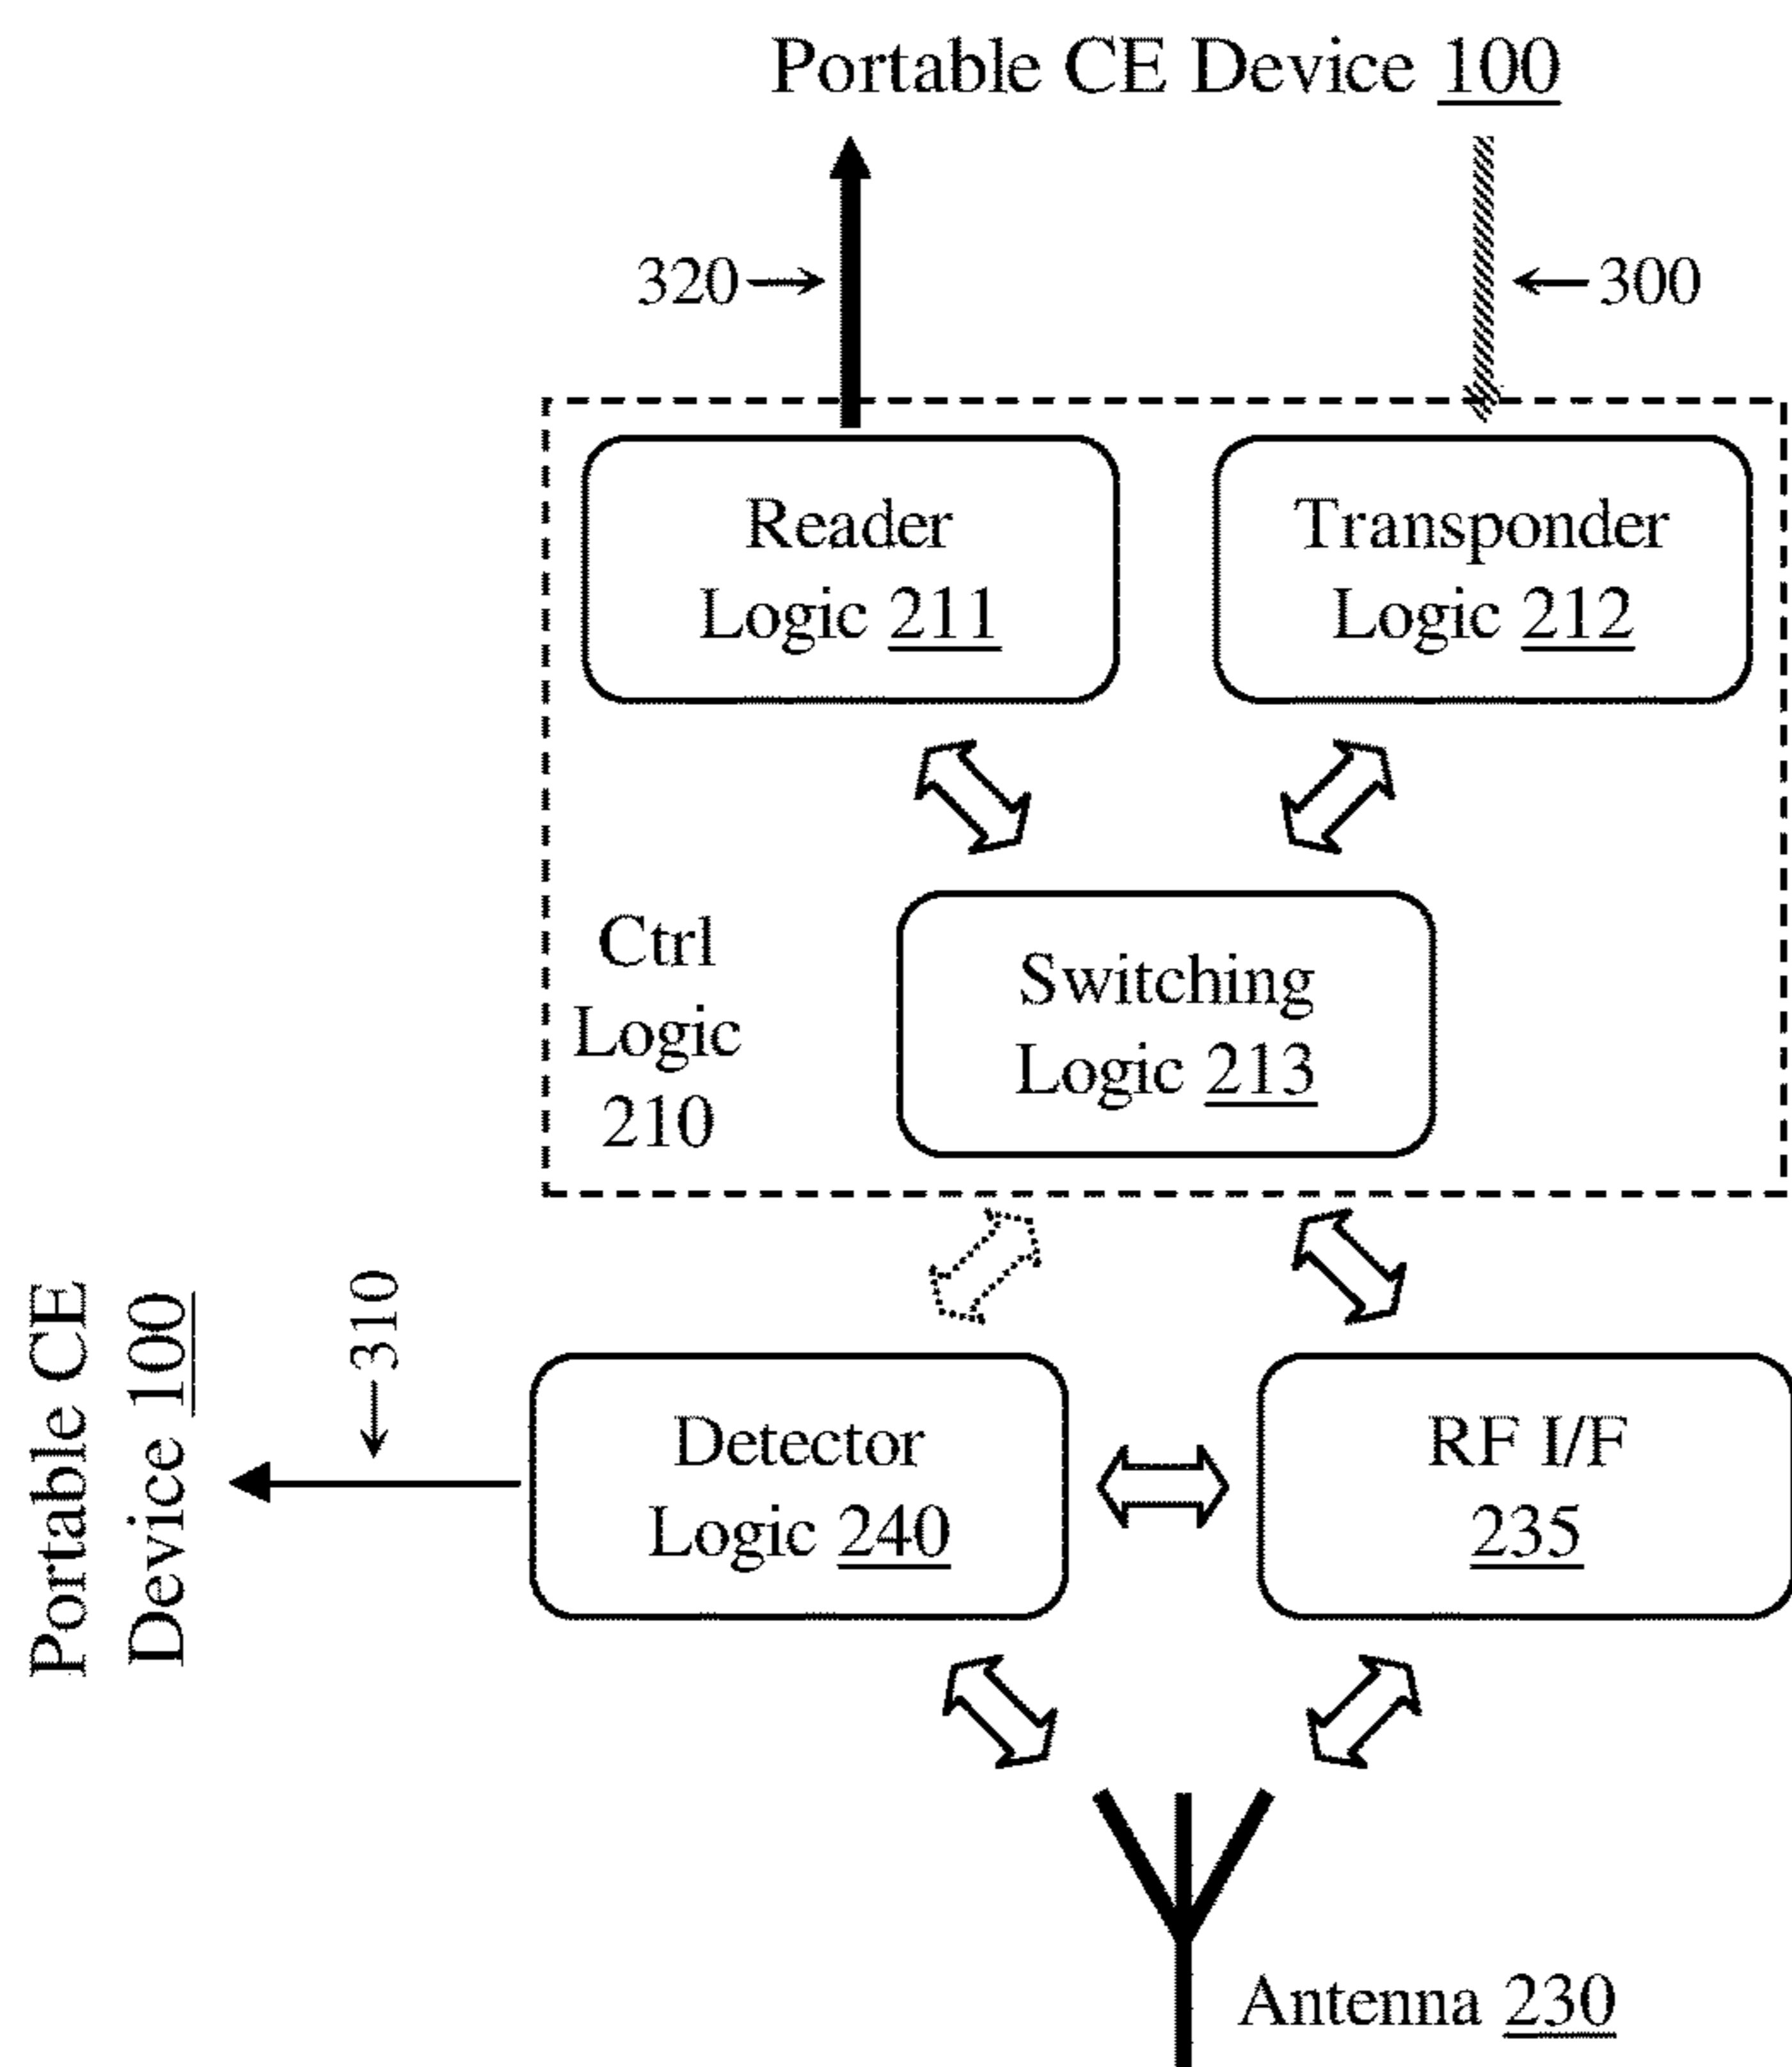 Portable CE Device 100
320
300
Reader
Logic 211
Transponder
Logic 212
Ctrl
Logic
210
Switching
Logic 213
Portable CE
Device 100
310
Detector
Logic 240
RF I/F
235
Antenna 230